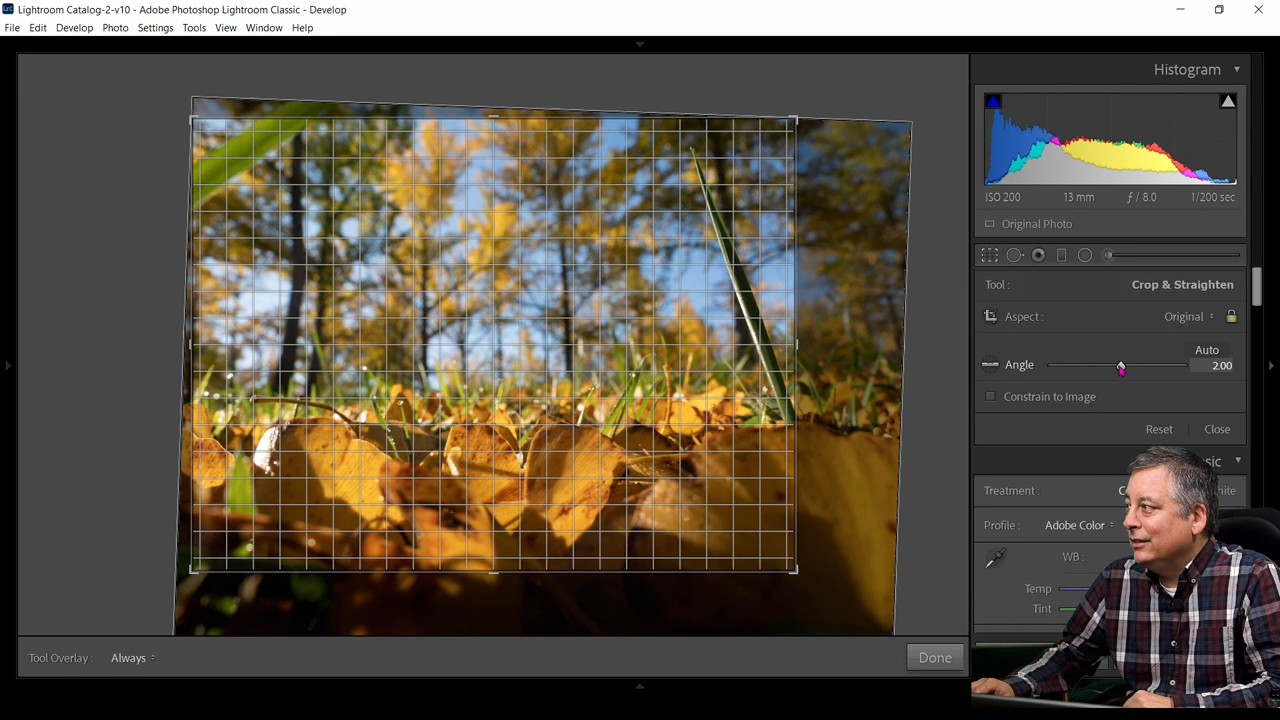 Lightroom Catalog-2-v10 - Adobe Photoshop Lightroom Classic - Develop
File Edit Develop Photo Settings Tools View Window Help
Histogram
ISO 200 13 mm ƒ / 8.0 1/200 sec
Original Photo
Tool : Crop & Straighten
Aspect : Original
Auto
Angle 2.00
Constrain to Image
Reset Close
Treatment :
Profile : Adobe Color
WB :
Temp
Tint
Tool Overlay : Always Done